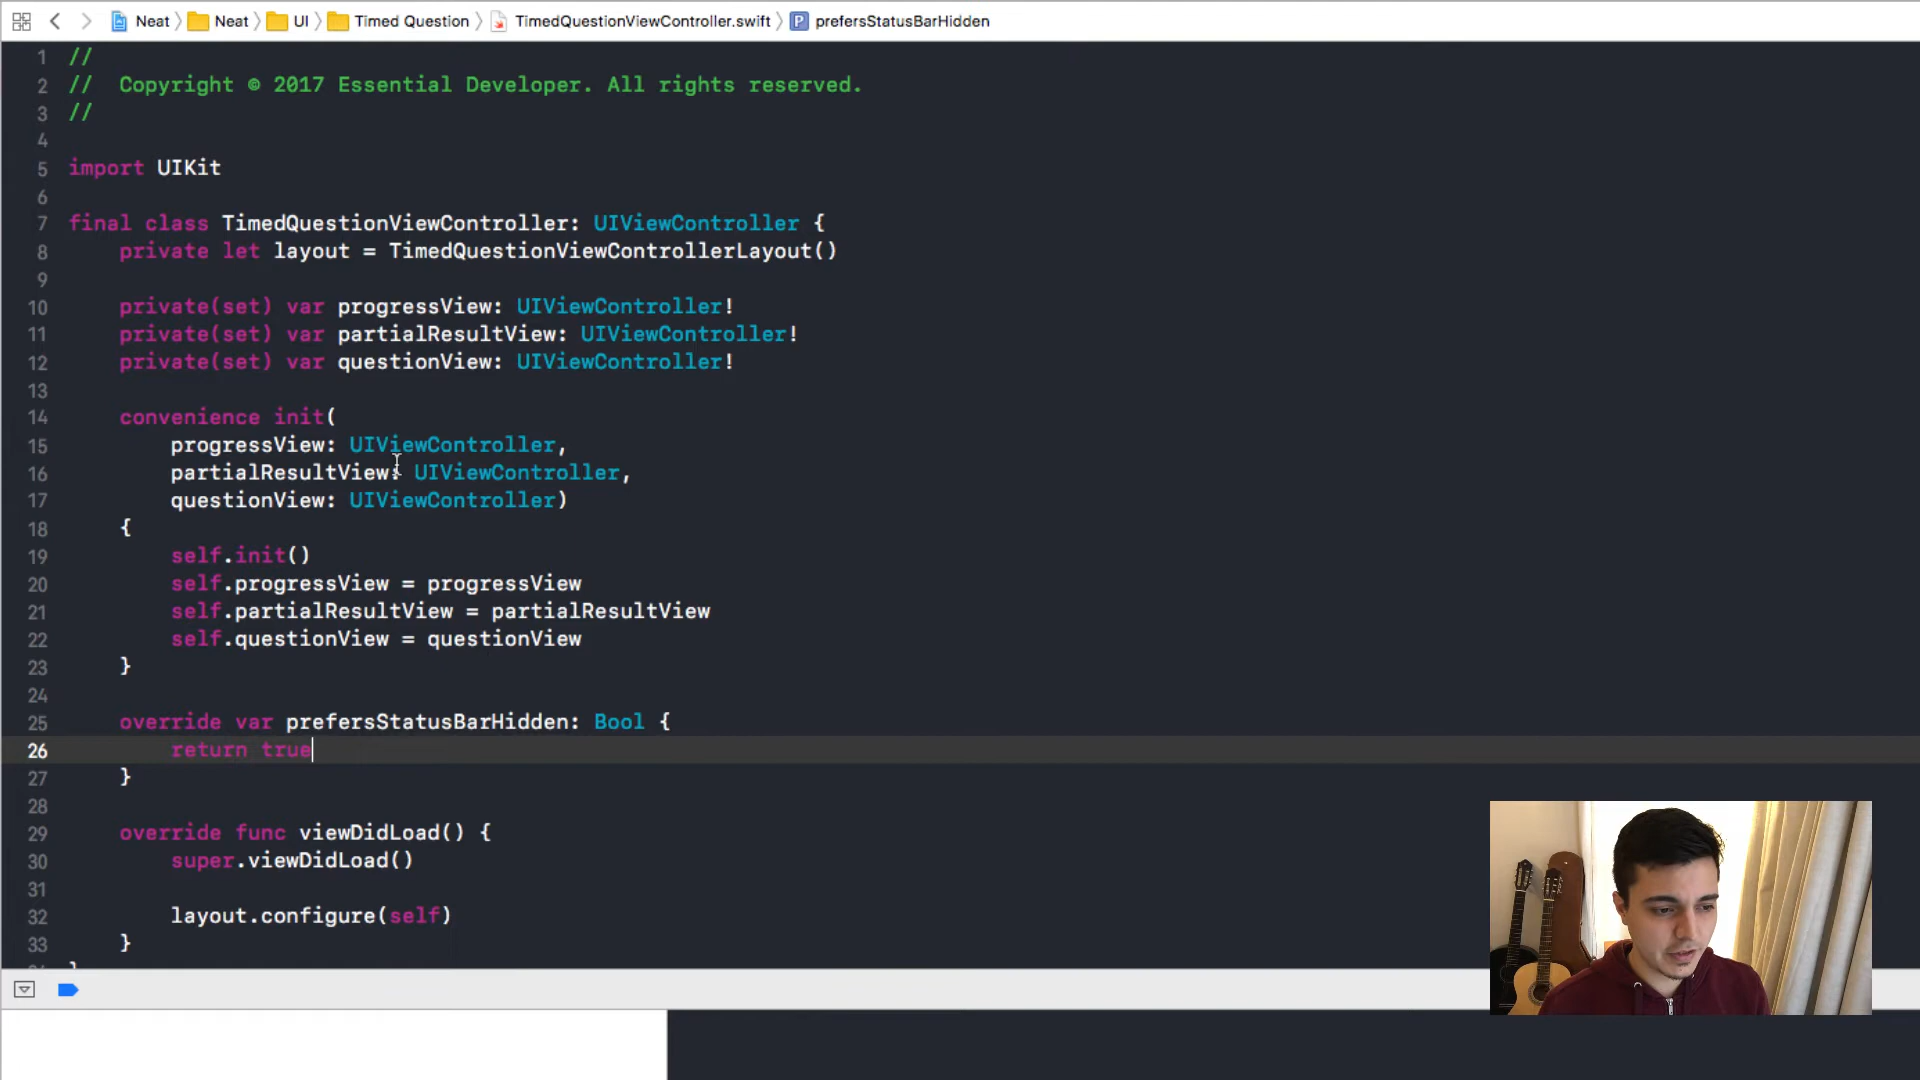 Neat Neat UI Timed Question TimedQuestionViewController.swift P prefersStatusBarHidden
1 //
2 //  Copyright © 2017 Essential Developer. All rights reserved.
3 //
4
5 import UIKit
6
7 final class TimedQuestionViewController: UIViewController {
8     private let layout = TimedQuestionViewControllerLayout()
9
10     private(set) var progressView: UIViewController!
11     private(set) var partialResultView: UIViewController!
12     private(set) var questionView: UIViewController!
13
14     convenience init(
15         progressView: UIViewController,
16         partialResultView: UIViewController,
17         questionView: UIViewController)
18     {
19         self.init()
20         self.progressView = progressView
21         self.partialResultView = partialResultView
22         self.questionView = questionView
23     }
24
25     override var prefersStatusBarHidden: Bool {
26         return true
27     }
28
29     override func viewDidLoad() {
30         super.viewDidLoad()
31
32         layout.configure(self)
33     }